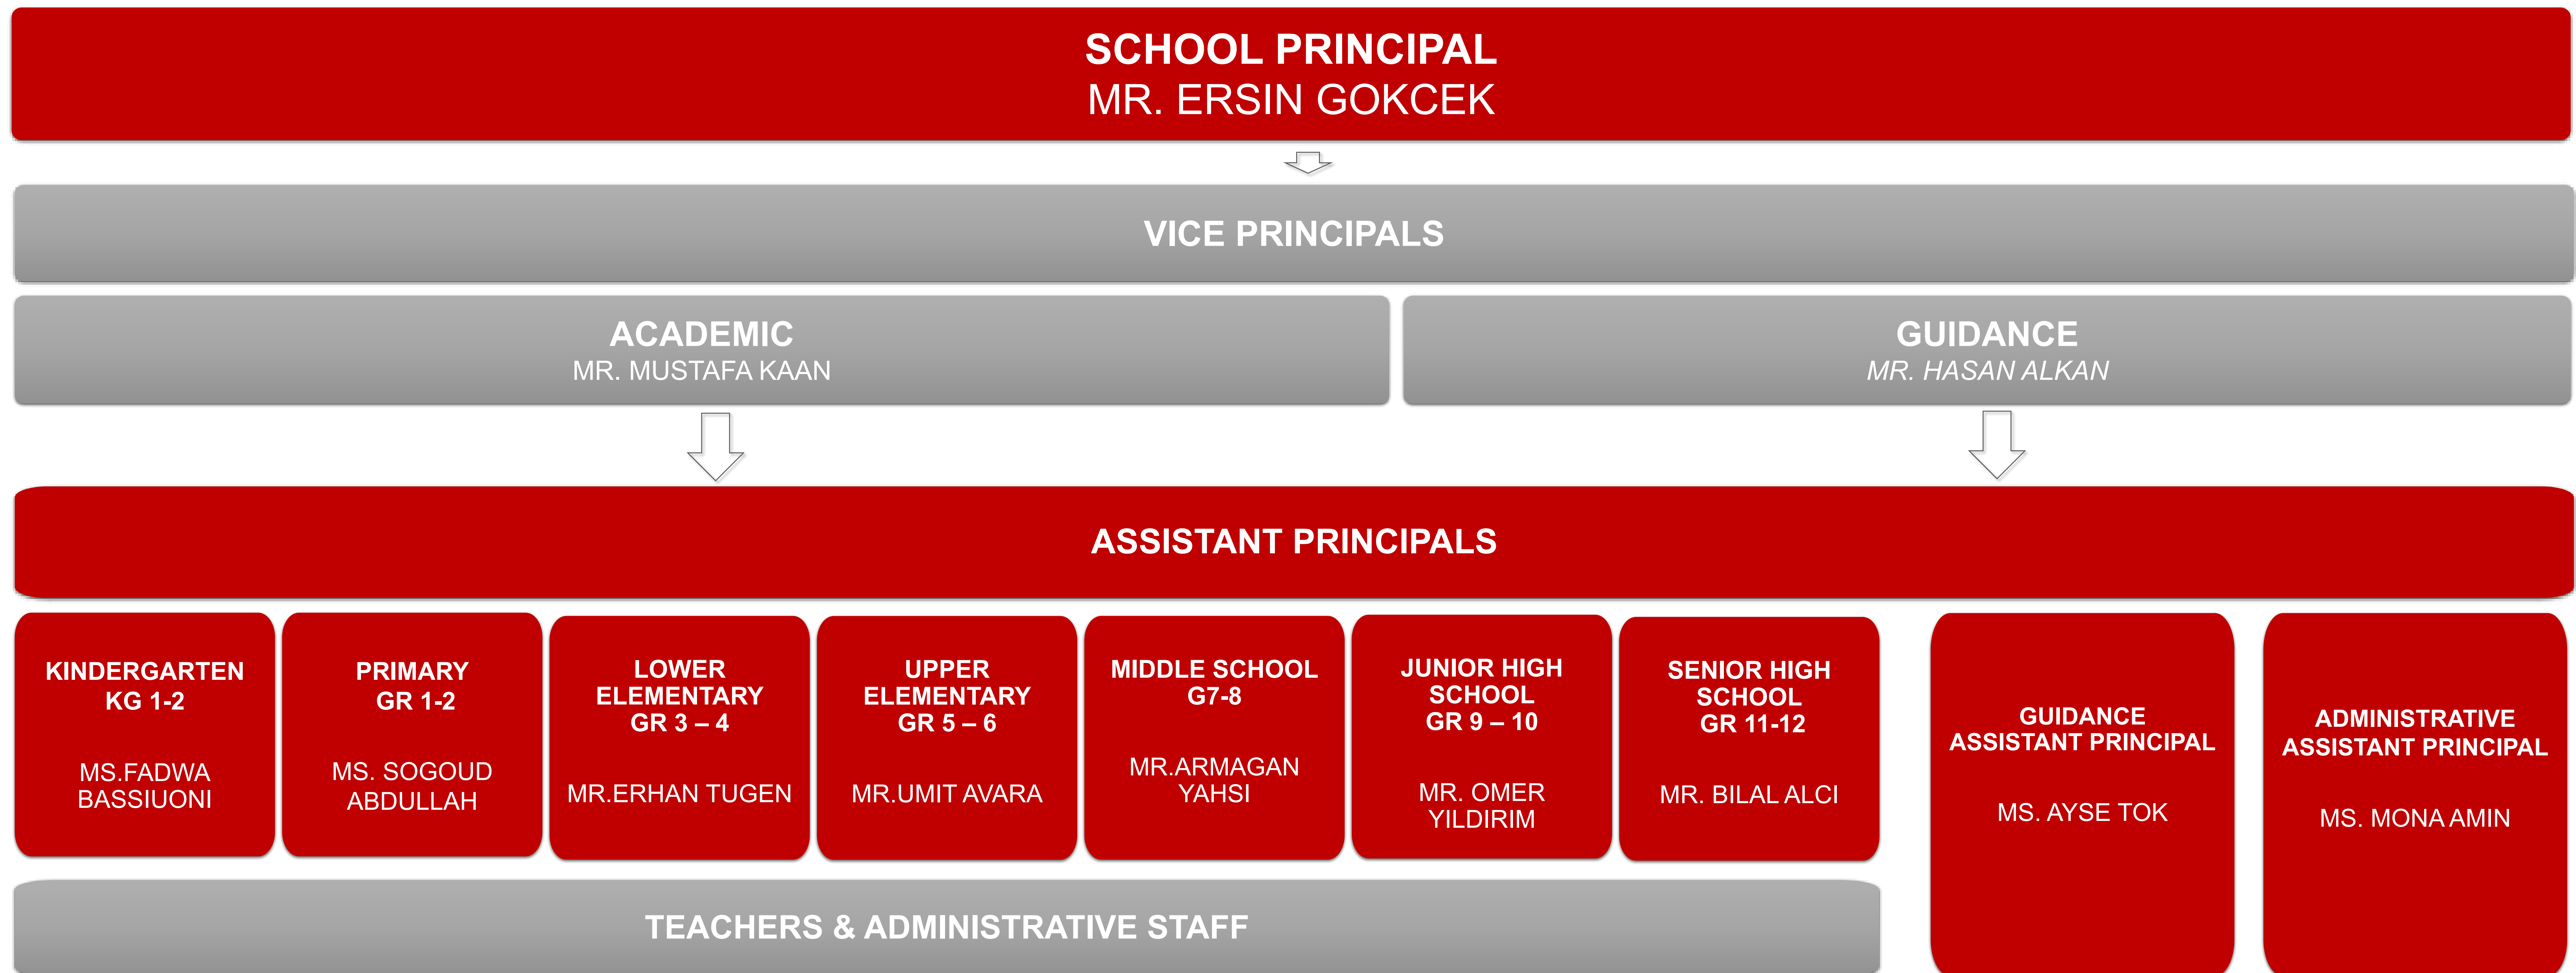 SCHOOL PRINCIPAL
MR. ERSIN GOKCEK
VICE PRINCIPALS
ACADEMIC
MR. MUSTAFA KAAN
GUIDANCE
MR. HASAN ALKAN
ASSISTANT PRINCIPALS
KINDERGARTEN
KG 1-2
MS.FADWA
BASSIUONI
PRIMARY
GR 1-2
MS. SOGOUD
ABDULLAH
LOWER
ELEMENTARY
GR 3 – 4
MR.ERHAN TUGEN
UPPER
ELEMENTARY
GR 5 – 6
MR.UMIT AVARA
MIDDLE SCHOOL
G7-8
MR.ARMAGAN
YAHSI
JUNIOR HIGH
SCHOOL
GR 9 – 10
MR. OMER
YILDIRIM
SENIOR HIGH
SCHOOL
GR 11-12
MR. BILAL ALCI
GUIDANCE
ASSISTANT PRINCIPAL
MS. AYSE TOK
ADMINISTRATIVE
ASSISTANT PRINCIPAL
MS. MONA AMIN
TEACHERS & ADMINISTRATIVE STAFF